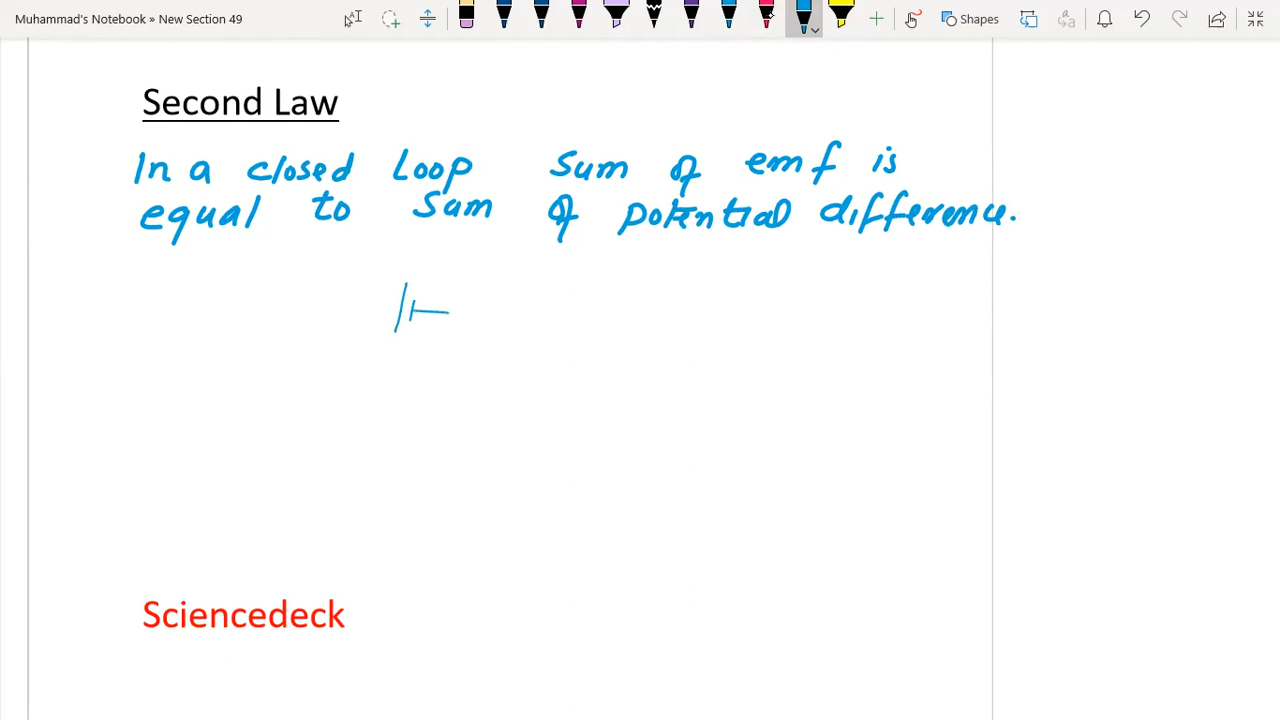 Muhammad's Notebook » New Section 49
Shapes
Second Law
In a closed Loop Sum of emf is
equal to Sum of potential difference.
Sciencedeck